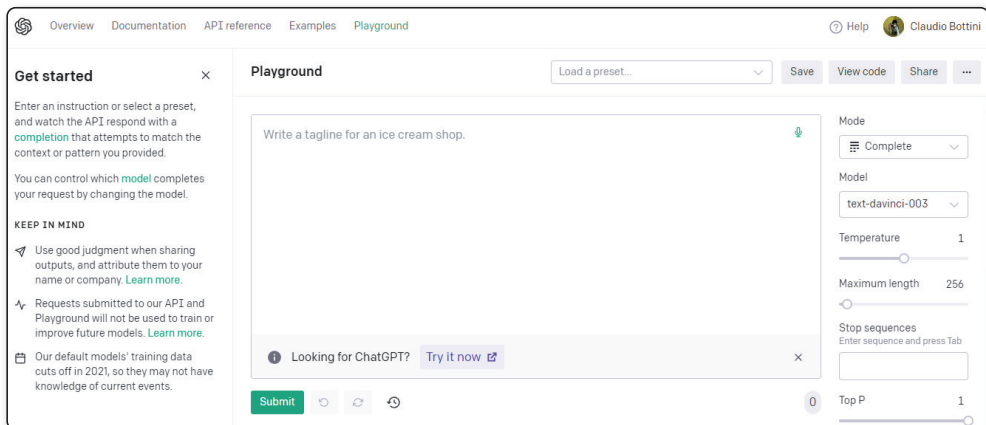 Overview Documentation API reference Examples Playground Help Claudio Bottini
Get started
Enter an instruction or select a preset,
and watch the API respond with a
completion that attempts to match the
context or pattern you provided.
You can control which model completes
your request by changing the model.
KEEP IN MIND
Use good judgment when sharing
outputs, and attribute them to your
name or company. Learn more.
Requests submitted to our API and
Playground will not be used to train or
improve future models. Learn more.
Our default models' training data
cuts off in 2021, so they may not have
knowledge of current events.
Playground Load a preset... Save View code Share ...
Write a tagline for an ice cream shop.
Looking for ChatGPT? Try it now
Submit 0
Mode
Complete
Model
text-davinci-003
Temperature 1
Maximum length 256
Stop sequences
Enter sequence and press Tab
Top P 1